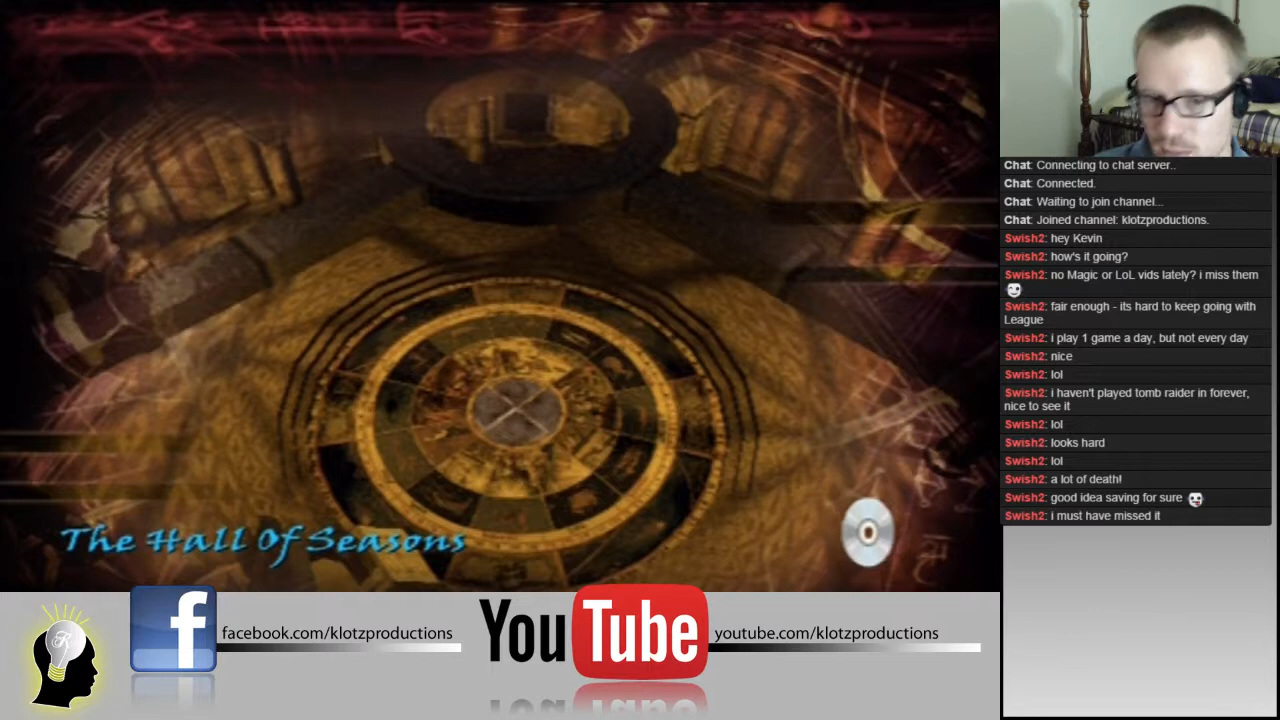 Chat: Connecting to chat server..
Chat: Connected.
Chat: Waiting to join channel...
Chat: Joined channel: klotzproductions.
Swish2: hey Kevin
Swish2: how's it going?
Swish2: no Magic or LoL vids lately? i miss them
Swish2: fair enough - its hard to keep going with
League
Swish2: i play 1 game a day, but not every day
Swish2: nice
Swish2: lol
Swish2: i haven't played tomb raider in forever,
nice to see it
Swish2: lol
Swish2: looks hard
Swish2: lol
Swish2: a lot of death!
Swish2: good idea saving for sure
Swish2: i must have missed it
The Hall Of Seasons
f
facebook.com/klotzproductions
YouTube
youtube.com/klotzproductions